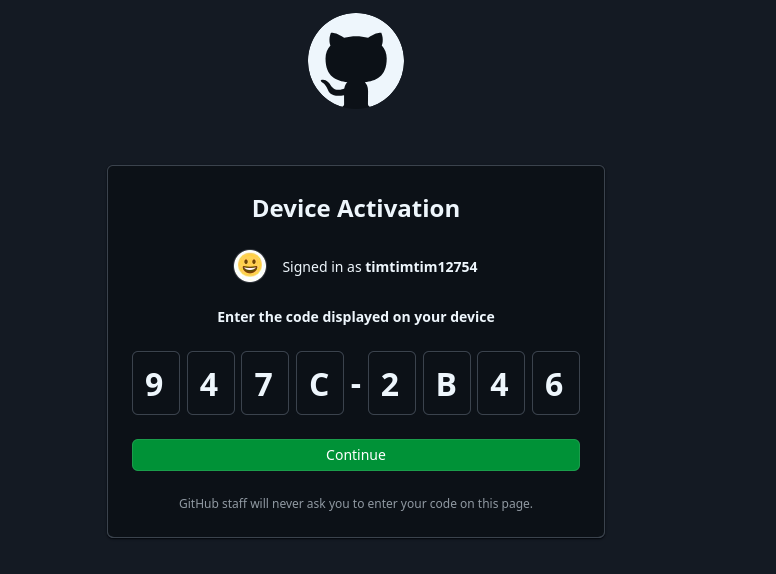 Device Activation
Signed in as timtimtim12754
Enter the code displayed on your device
9 4 7 C - 2 B 4 6
Continue
GitHub staff will never ask you to enter your code on this page.